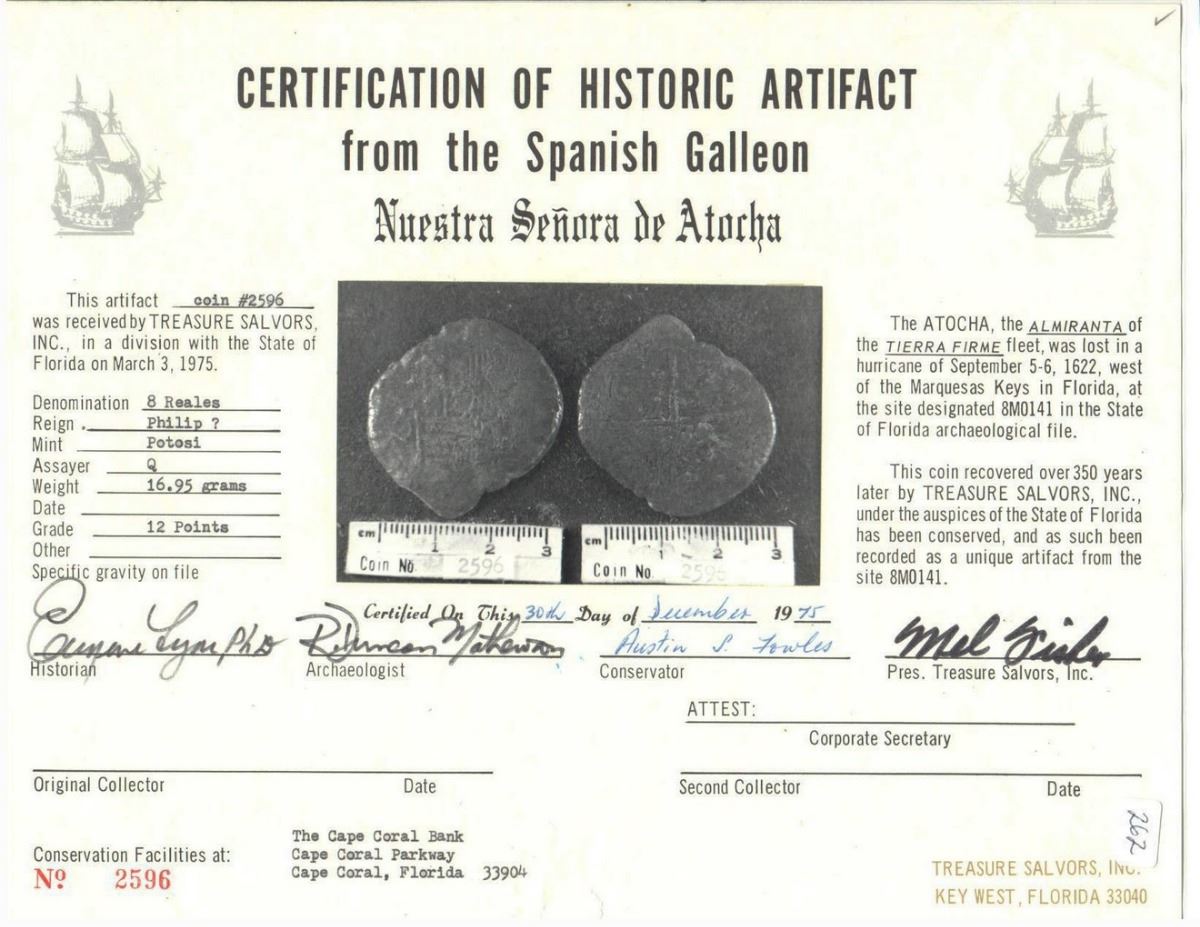 CERTIFICATION OF HISTORIC ARTIFACT
from the Spanish Galleon
Nuestra Señora de Atocha
This artifact coin #2596
was received by TREASURE SALVORS,
INC., in a division with the State of
Florida on March 3, 1975.
Denomination 8 Reales
Reign . Philip ?
Mint Potosi
Assayer Q
Weight 16.95 grams
Date
Grade 12 Points
Other
Specific gravity on file
cm 1 2 3
Coin No. 2596
cm 1 2 3
Coin No. 2596
The ATOCHA, the ALMIRANTA of
the TIERRA FIRME fleet, was lost in a
hurricane of September 5-6, 1622, west
of the Marquesas Keys in Florida, at
the site designated 8M0141 in the State
of Florida archaeological file.
This coin recovered over 350 years
later by TREASURE SALVORS, INC.,
under the auspices of the State of Florida
has been conserved, and as such been
recorded as a unique artifact from the
site 8M0141.
Certified On This 30th Day of December 1975
Eugene Lyon PhD
Historian
R. Duncan Mathewson
Archaeologist
Austin S. Fowles
Conservator
Mel Fisher
Pres. Treasure Salvors, Inc.
ATTEST:
Corporate Secretary
Original Collector Date
Second Collector Date
Conservation Facilities at:
Nº 2596
The Cape Coral Bank
Cape Coral Parkway
Cape Coral, Florida 33904
262
TREASURE SALVORS, INC.
KEY WEST, FLORIDA 33040